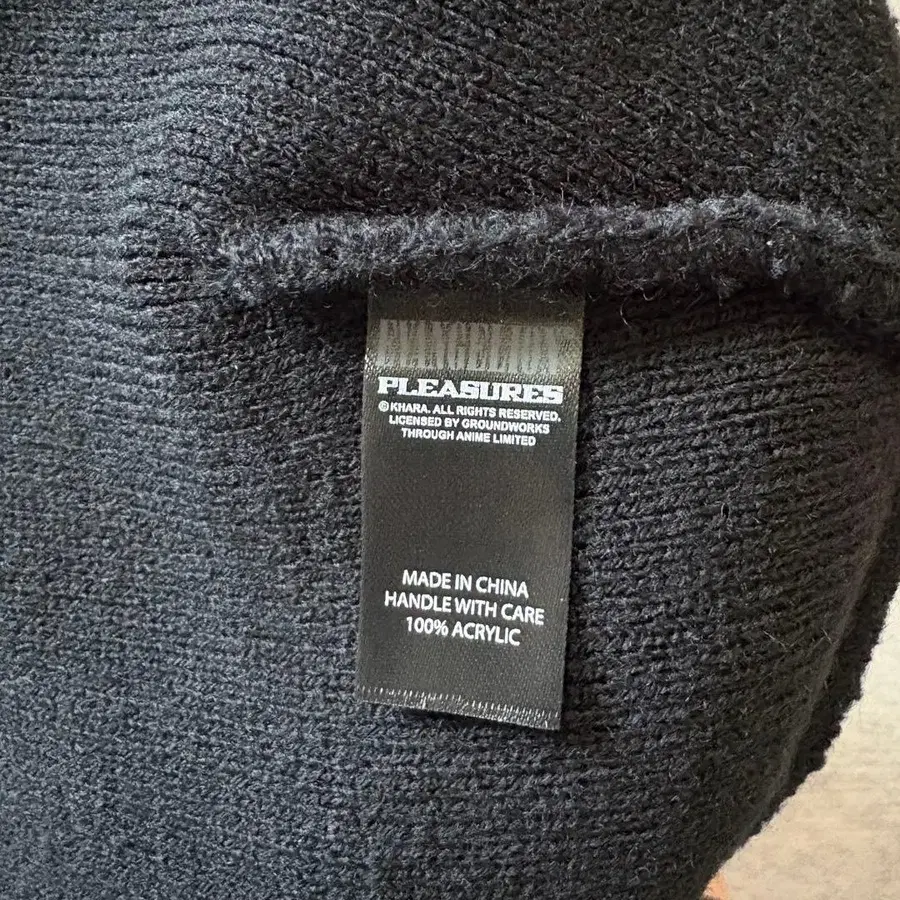 EVANGELION
PLEASURES
©KHARA. ALL RIGHTS RESERVED.
LICENSED BY GROUNDWORKS
THROUGH ANIME LIMITED
MADE IN CHINA
HANDLE WITH CARE
100% ACRYLIC